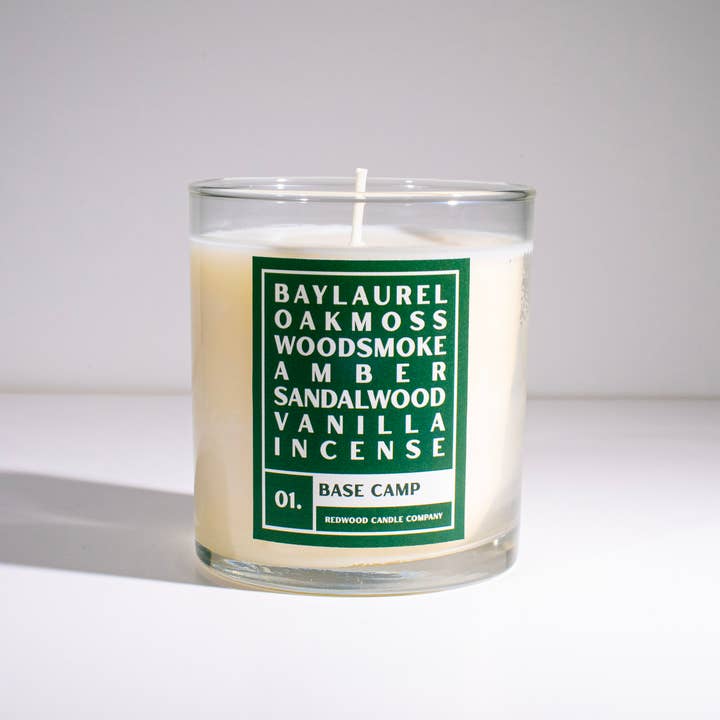 BAYLAUREL
OAKMOSS
WOODSMOKE
AMBER
SANDALWOOD
VANILLA
INCENSE
01.
BASE CAMP
REDWOOD CANDLE COMPANY